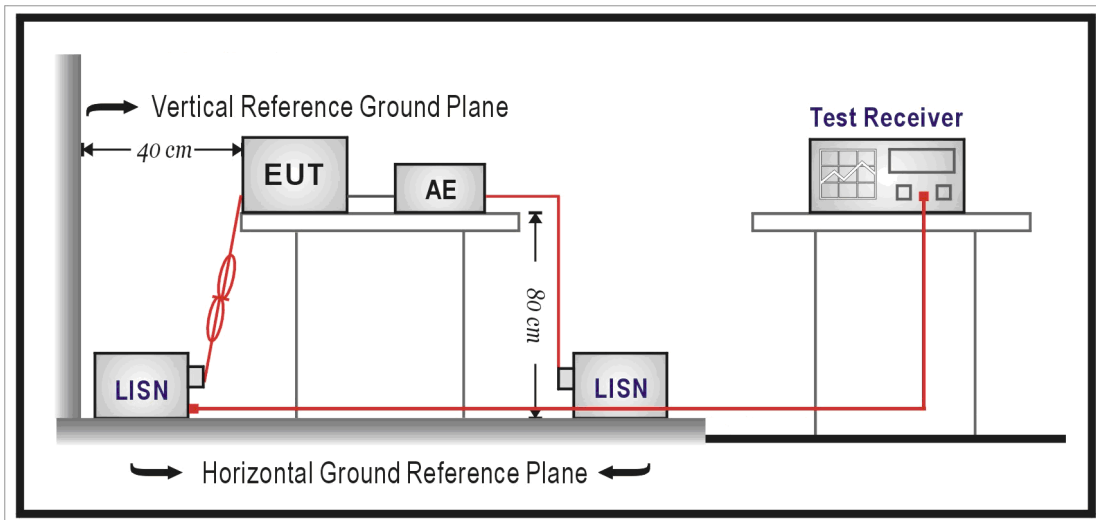 Vertical Reference Ground Plane
Test Receiver
40 cm
EUT
AE
80 cm
LISN
LISN
Horizontal Ground Reference Plane